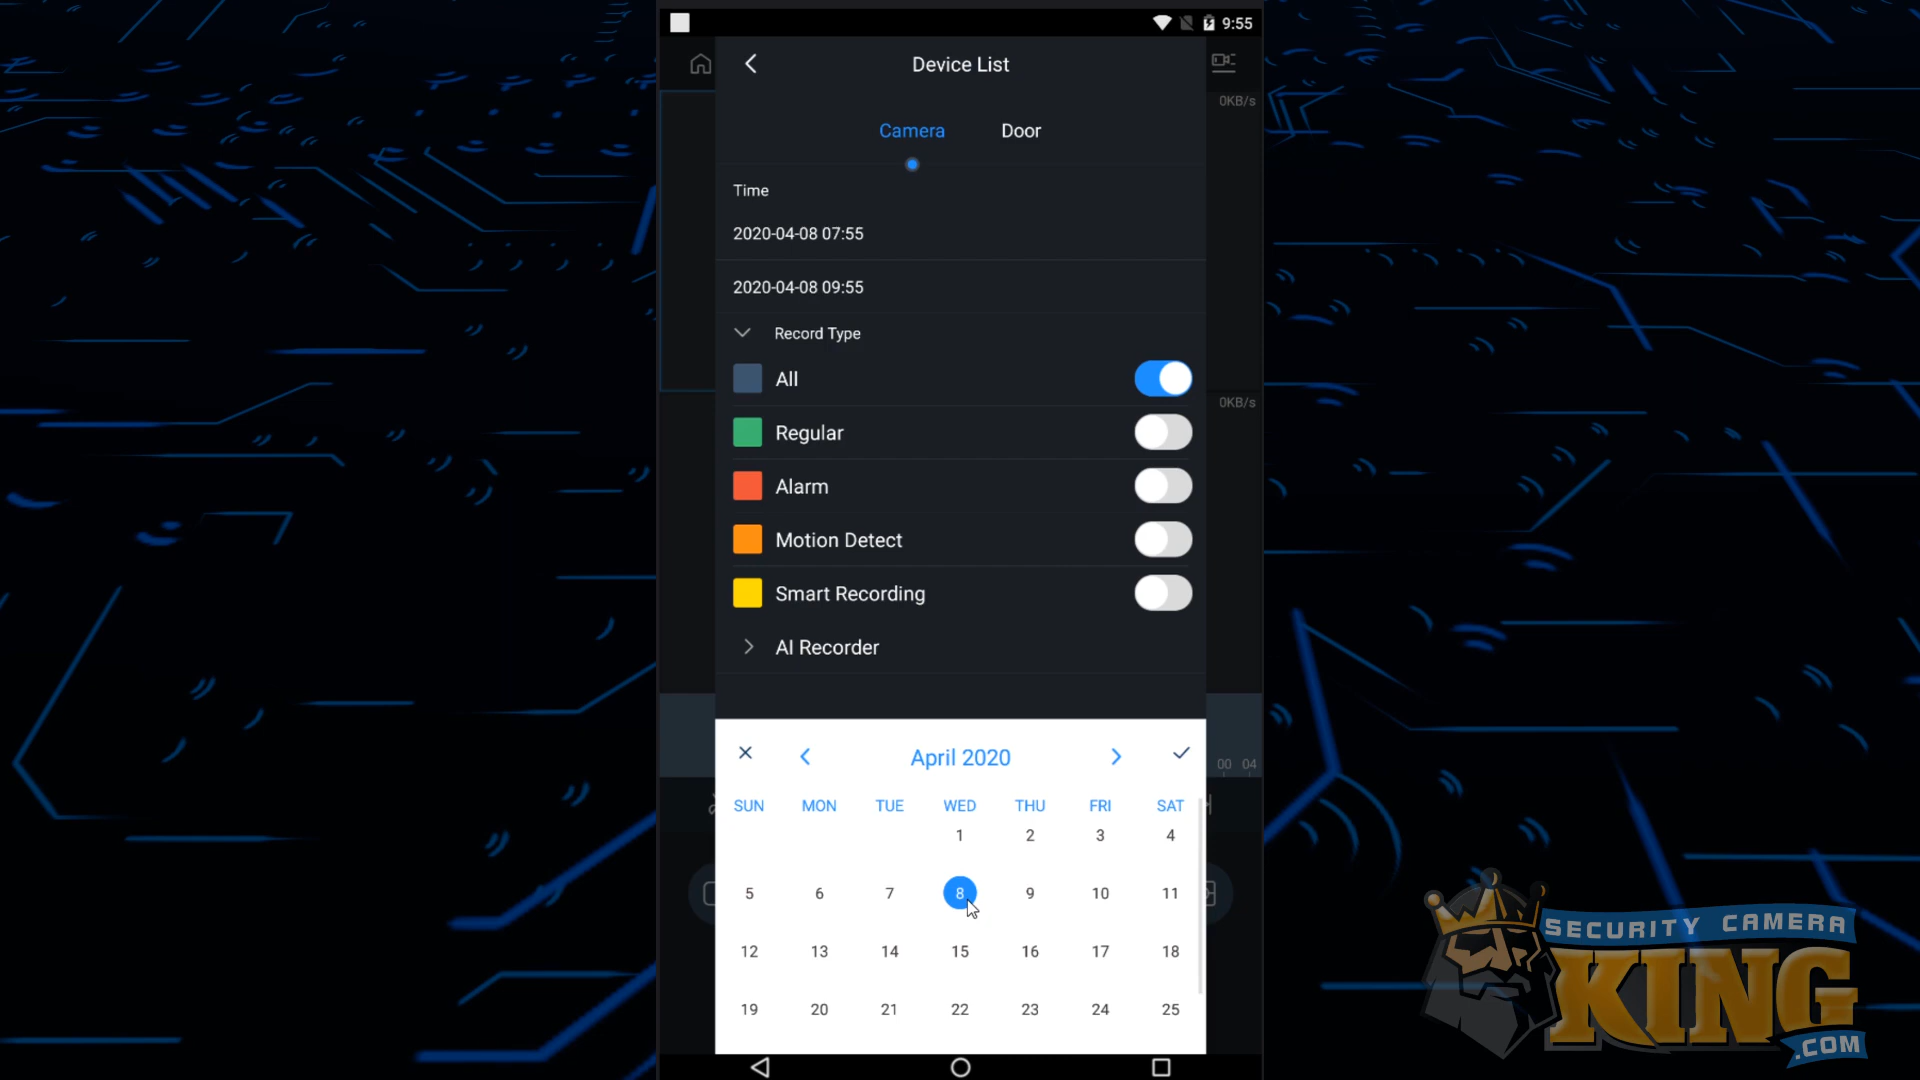 9:55
Device List
0KB/s
Camera Door
Time
2020-04-08 07:55
2020-04-08 09:55
Record Type
All
0KB/s
Regular
Alarm
Motion Detect
Smart Recording
AI Recorder
April 2020
00 04
SUN MON TUE WED THU FRI SAT
1 2 3 4
5 6 7 8 9 10 11
12 13 14 15 16 17 18
19 20 21 22 23 24 25
SECURITY CAMERA
KING
.COM